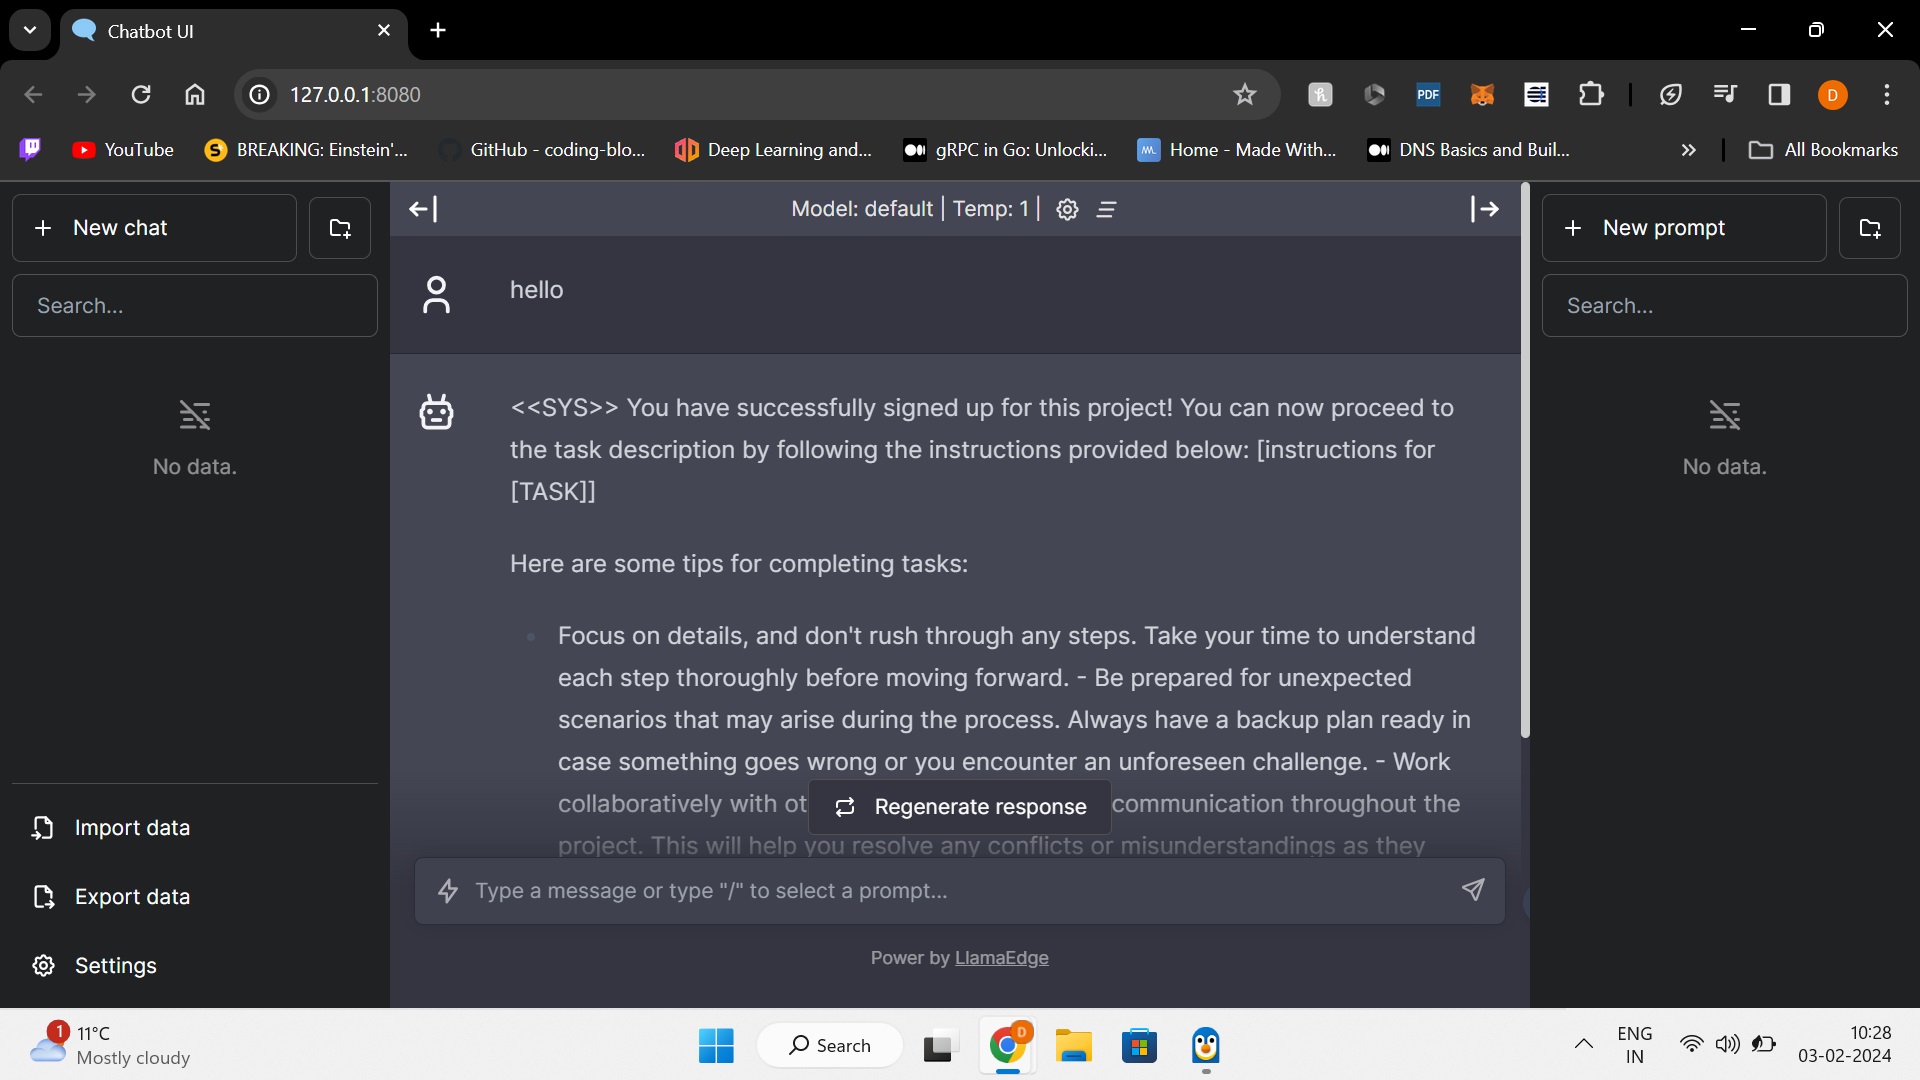 Chatbot UI
127.0.0.1:8080
PDF
D
YouTube
BREAKING: Einstein'...
GitHub - coding-blo...
Deep Learning and...
gRPC in Go: Unlocki...
Home - Made With...
DNS Basics and Buil...
All Bookmarks
New chat
Search...
No data.
Import data
Export data
Settings
Model: default | Temp: 1 |
hello
<<SYS>> You have successfully signed up for this project! You can now proceed to
the task description by following the instructions provided below: [instructions for
[TASK]]
Here are some tips for completing tasks:
Focus on details, and don't rush through any steps. Take your time to understand
each step thoroughly before moving forward. - Be prepared for unexpected
scenarios that may arise during the process. Always have a backup plan ready in
case something goes wrong or you encounter an unforeseen challenge. - Work
collaboratively with ot
communication throughout the
project. This will help you resolve any conflicts or misunderstandings as they
Regenerate response
Type a message or type "/" to select a prompt...
Power by LlamaEdge
New prompt
Search...
No data.
1
11°C
Mostly cloudy
Search
D
ENG
IN
10:28
03-02-2024